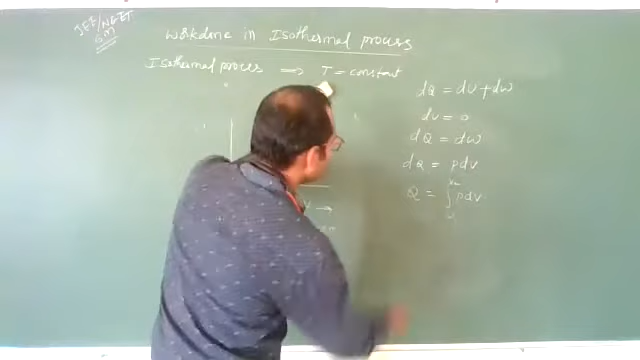 JEE/NEET
Workdone in Isothermal process
Isothermal process ⟹ T = constant
dQ = dU + dW
dU = 0
dQ = dW
dQ = PdV
Q = ∫ PdV
V →